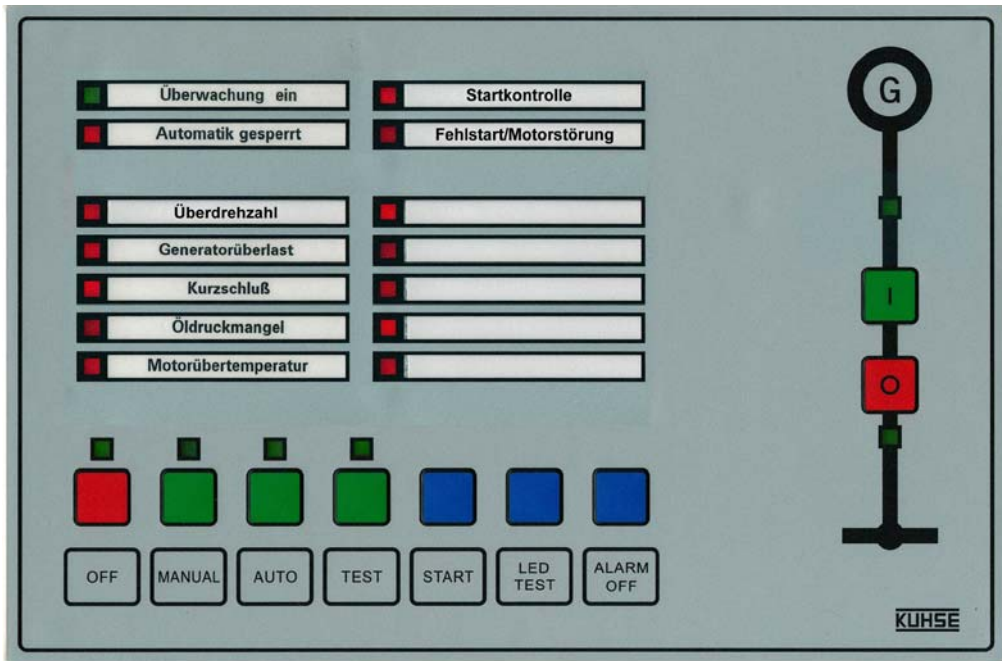 Überwachung ein
Automatik gesperrt
Überdrehzahl
Generatorüberlast
Kurzschluß
Öldruckmangel
Motorübertemperatur
Startkontrolle
Fehlstart/Motorstörung
G
I
O
OFF
MANUAL
AUTO
TEST
START
LED
TEST
ALARM
OFF
KUHSE